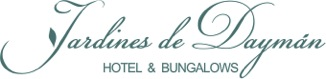 Jardines de Daymán
HOTEL & BUNGALOWS